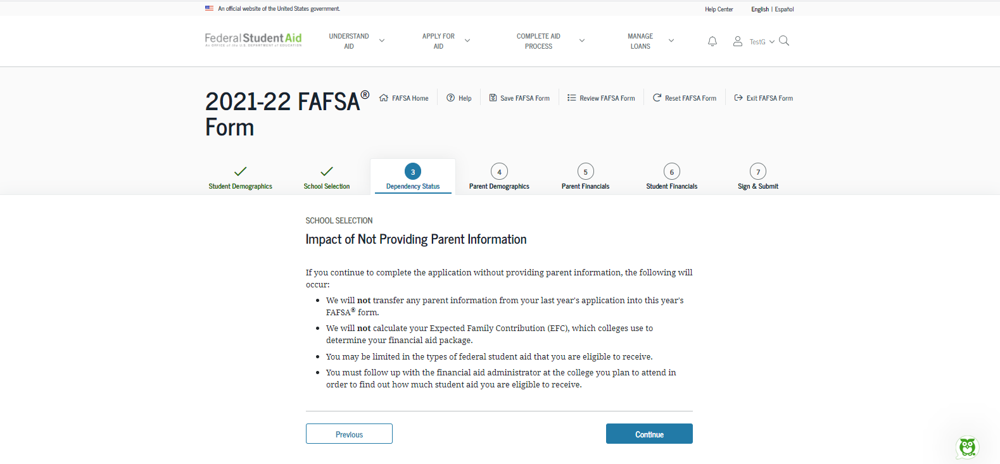 An official website of the United States government.
Help Center
English | Español
Federal Student Aid
An OFFICE of the U.S. DEPARTMENT of EDUCATION
UNDERSTAND
AID
APPLY FOR
AID
COMPLETE AID
PROCESS
MANAGE
LOANS
TestG
2021-22 FAFSA®
Form
FAFSA Home
Help
Save FAFSA Form
Review FAFSA Form
Reset FAFSA Form
Exit FAFSA Form
Student Demographics
School Selection
3
Dependency Status
4
Parent Demographics
5
Parent Financials
6
Student Financials
7
Sign & Submit
SCHOOL SELECTION
Impact of Not Providing Parent Information
If you continue to complete the application without providing parent information, the following will
occur:
• We will not transfer any parent information from your last year's application into this year's
FAFSA® form.
• We will not calculate your Expected Family Contribution (EFC), which colleges use to
determine your financial aid package.
• You may be limited in the types of federal student aid that you are eligible to receive.
• You must follow up with the financial aid administrator at the college you plan to attend in
order to find out how much student aid you are eligible to receive.
Previous
Continue